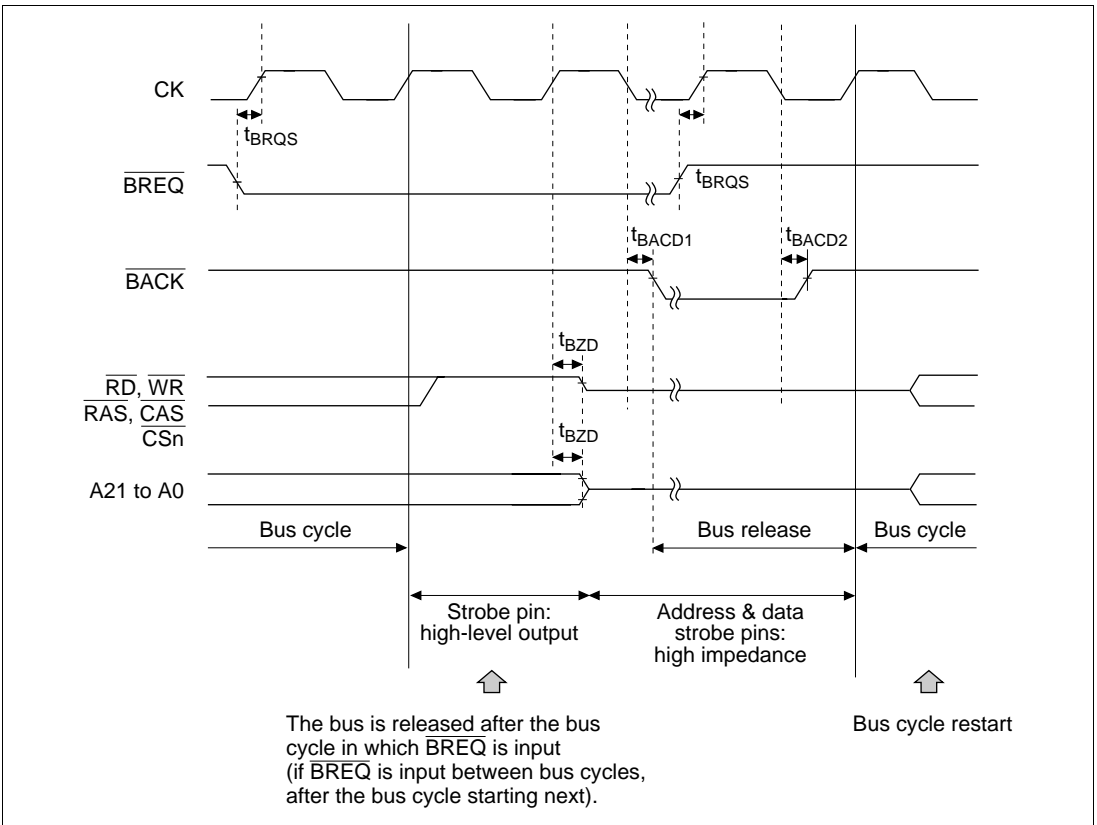 CK
tBRQS
BREQ
tBRQS
tBACD1
tBACD2
BACK
tBZD
RD, WR
RAS, CAS
CSn
tBZD
A21 to A0
Bus cycle
Bus release
Bus cycle
Strobe pin:
high-level output
Address & data
strobe pins:
high impedance
The bus is released after the bus
cycle in which BREQ is input
(if BREQ is input between bus cycles,
after the bus cycle starting next).
Bus cycle restart